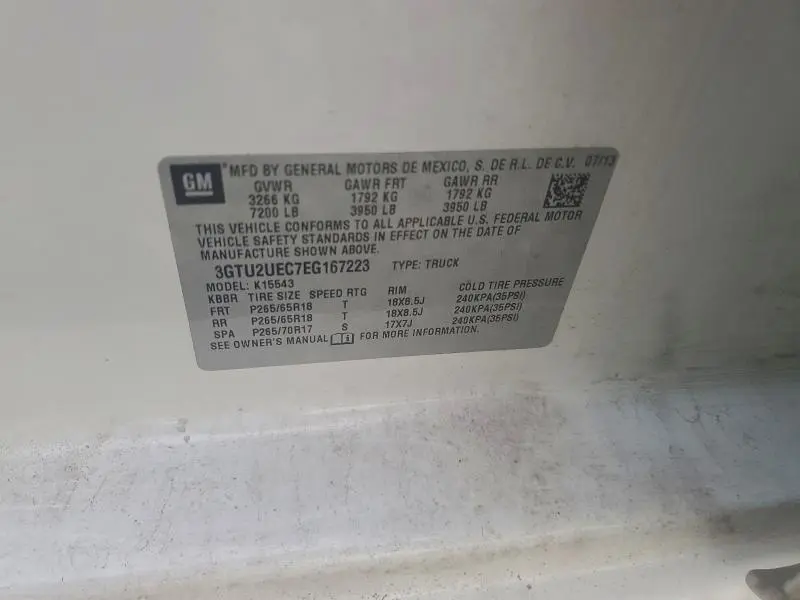 GM
MFD BY GENERAL MOTORS DE MEXICO, S. DE R.L. DE C.V. 07/13
GVWR GAWR FRT GAWR RR
3266 KG 1792 KG 1792 KG
7200 LB 3950 LB 3950 LB
THIS VEHICLE CONFORMS TO ALL APPLICABLE U.S. FEDERAL MOTOR
VEHICLE SAFETY STANDARDS IN EFFECT ON THE DATE OF
MANUFACTURE SHOWN ABOVE.
3GTU2UEC7EG167223 TYPE: TRUCK
MODEL: K15543
KBBR TIRE SIZE SPEED RTG RIM COLD TIRE PRESSURE
FRT P265/65R18 T 18X8.5J 240KPA(35PSI)
RR P265/65R18 T 18X8.5J 240KPA(35PSI)
SPA P265/70R17 S 17X7J 240KPA(35PSI)
SEE OWNER'S MANUAL FOR MORE INFORMATION.